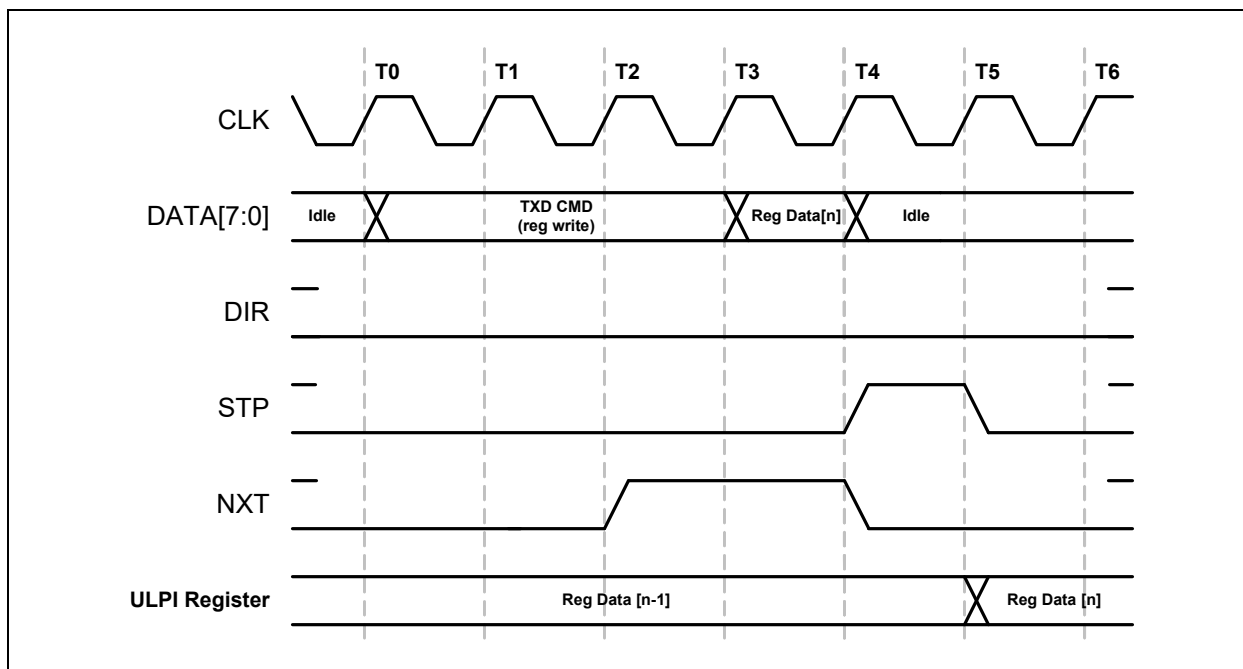 T0 T1 T2 T3 T4 T5 T6
CLK
DATA[7:0]
Idle
TXD CMD
(reg write)
Reg Data[n]
Idle
DIR
STP
NXT
ULPI Register
Reg Data [n-1]
Reg Data [n]